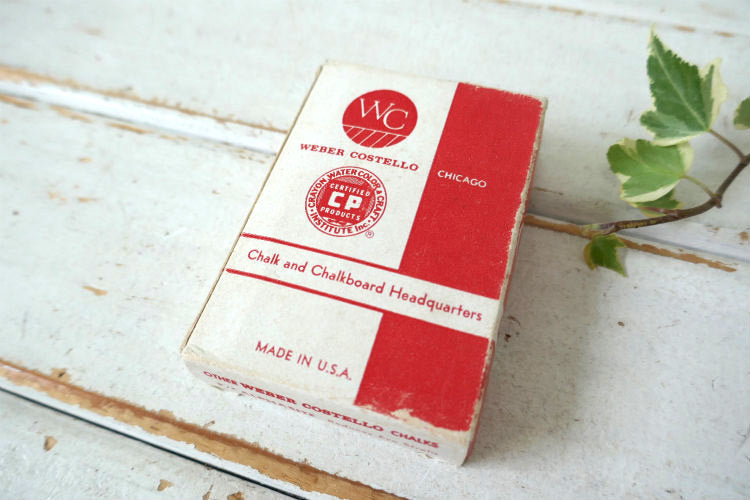 WC
WEBER COSTELLO
CHICAGO
CRAYON, WATER COLOR & CRAFT
INSTITUTE Inc.
CERTIFIED
CP
PRODUCTS
®
Chalk and Chalkboard Headquarters
MADE IN U.S.A.
OTHER WEBER COSTELLO CHALKS